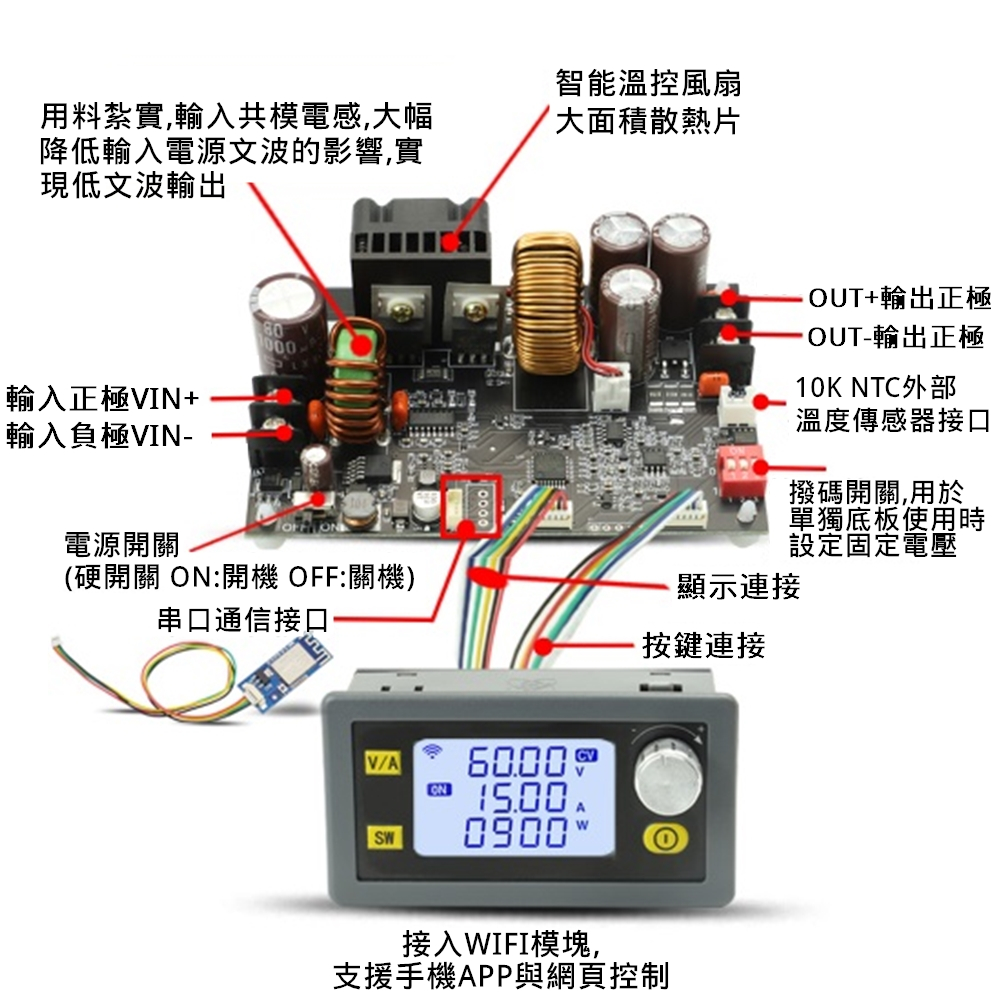 智能溫控風扇
大面積散熱片
用料紮實,輸入共模電感,大幅
降低輸入電源文波的影響,實
現低文波輸出
OUT+輸出正極
OUT-輸出正極
輸入正極VIN+
輸入負極VIN-
10K NTC外部
溫度傳感器接口
撥碼開關,用於
單獨底板使用時
設定固定電壓
電源開關
(硬開關 ON:開機 OFF:關機)
串口通信接口
顯示連接
按鍵連接
80 V
1000
OFF ON
ON
V/A
SW
60.00 V CV
ON 15.00 A
0900 W
接入WIFI模塊,
支援手機APP與網頁控制